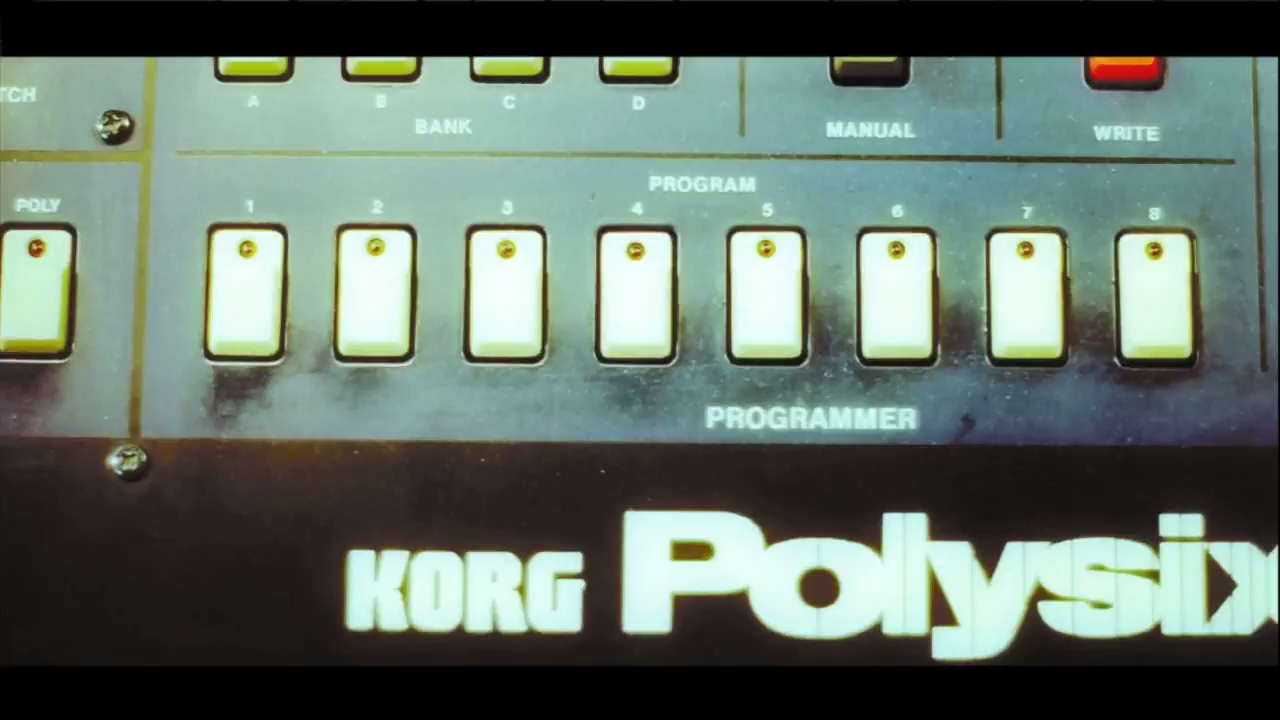 TCH
A B C D
BANK
MANUAL
WRITE
PROGRAM
POLY
1 2 3 4 5 6 7 8
PROGRAMMER
KORG Polysix